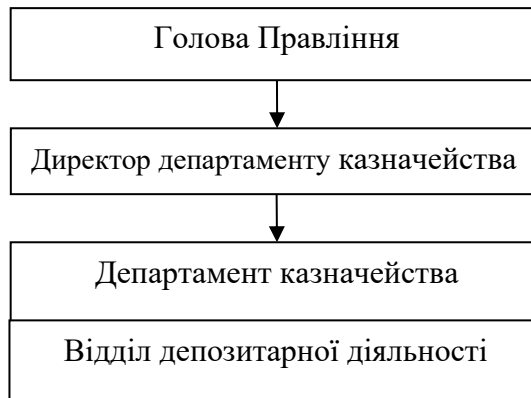 Голова Правління
Директор департаменту казначейства
Департамент казначейства
Відділ депозитарної діяльності